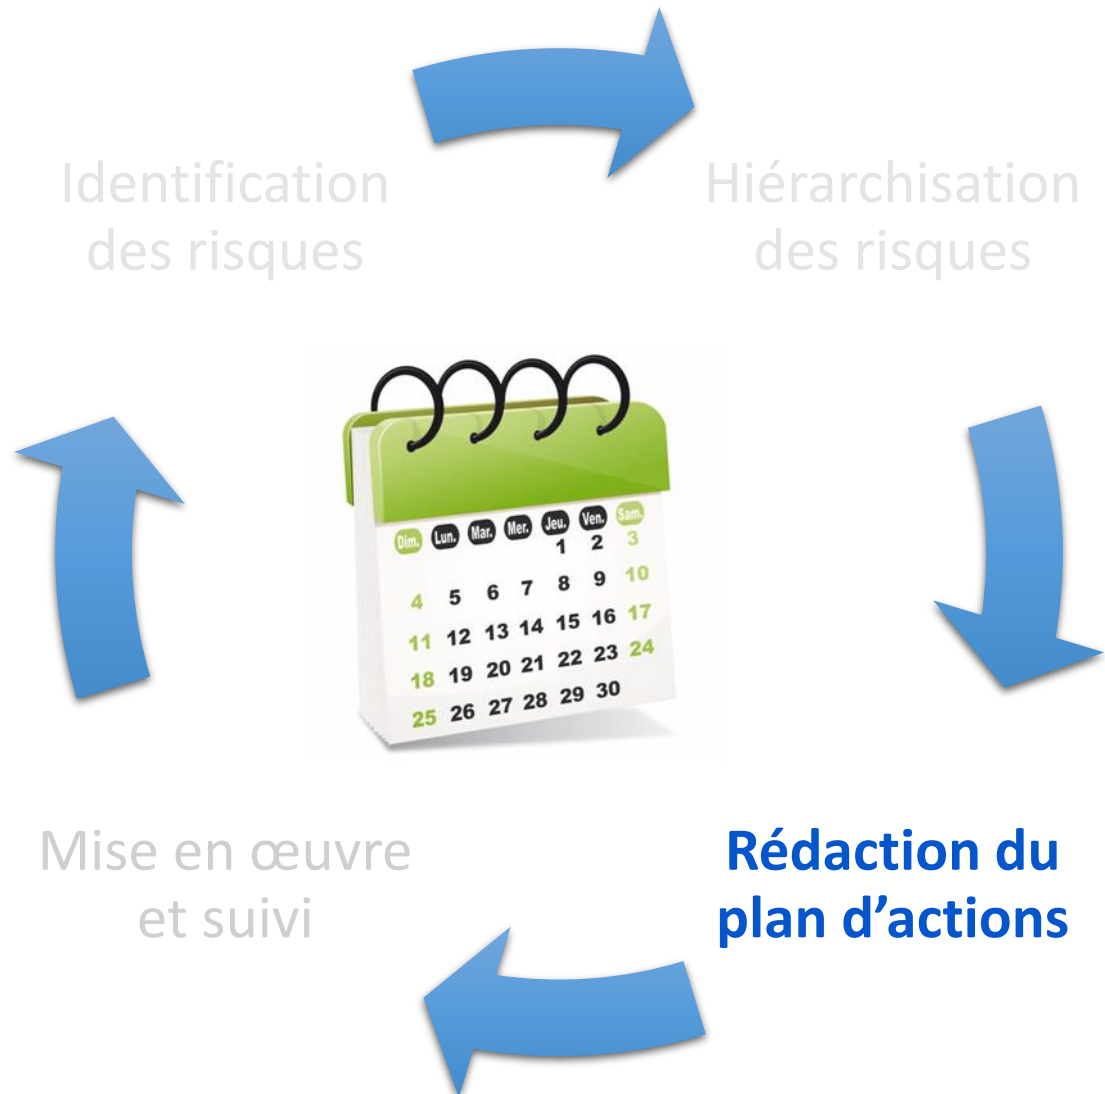 Identification
des risques
Hiérarchisation
des risques
Dim. Lun. Mar. Mer. Jeu. Ven. Sam.
1 2 3
4 5 6 7 8 9 10
11 12 13 14 15 16 17
18 19 20 21 22 23 24
25 26 27 28 29 30
Mise en œuvre
et suivi
Rédaction du
plan d’actions